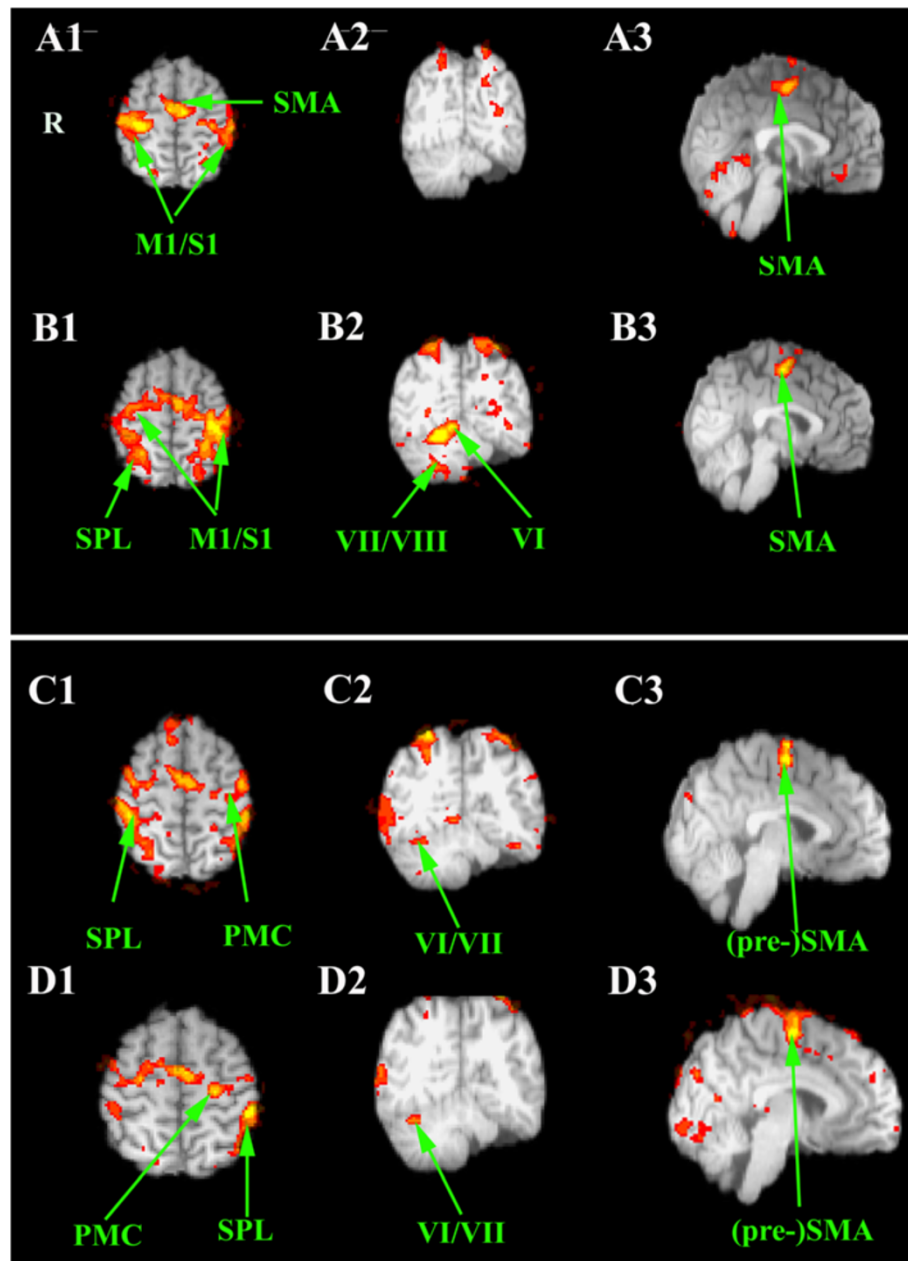 A1
A2
A3
R
SMA
M1/S1
SMA
B1
B2
B3
SPL
M1/S1
VII/VIII
VI
SMA
C1
C2
C3
SPL
PMC
VI/VII
(pre-)SMA
D1
D2
D3
PMC
SPL
VI/VII
(pre-)SMA